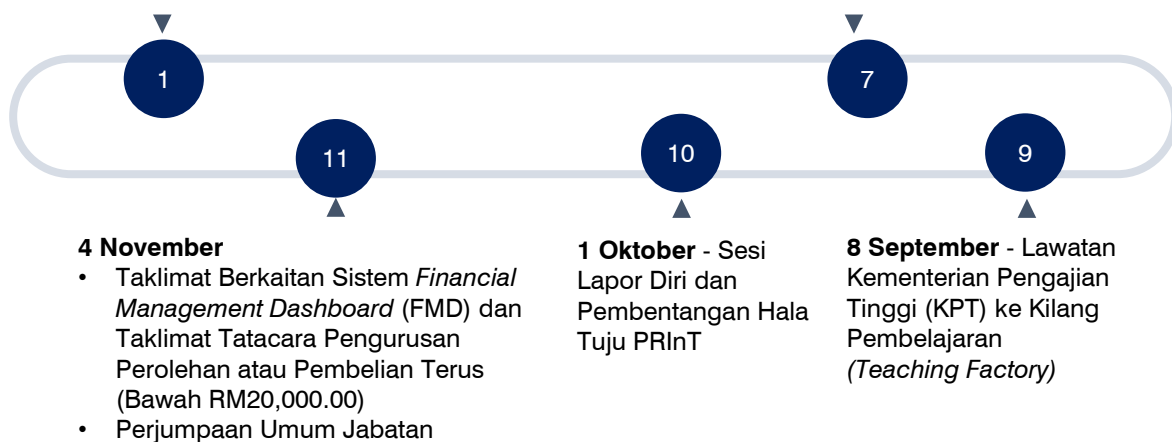 1
7
11
10
9
4 November
• Taklimat Berkaitan Sistem Financial
Management Dashboard (FMD) dan
Taklimat Tatacara Pengurusan
Perolehan atau Pembelian Terus
(Bawah RM20,000.00)
• Perjumpaan Umum Jabatan
1 Oktober - Sesi
Lapor Diri dan
Pembentangan Hala
Tuju PRInT
8 September - Lawatan
Kementerian Pengajian
Tinggi (KPT) ke Kilang
Pembelajaran
(Teaching Factory)